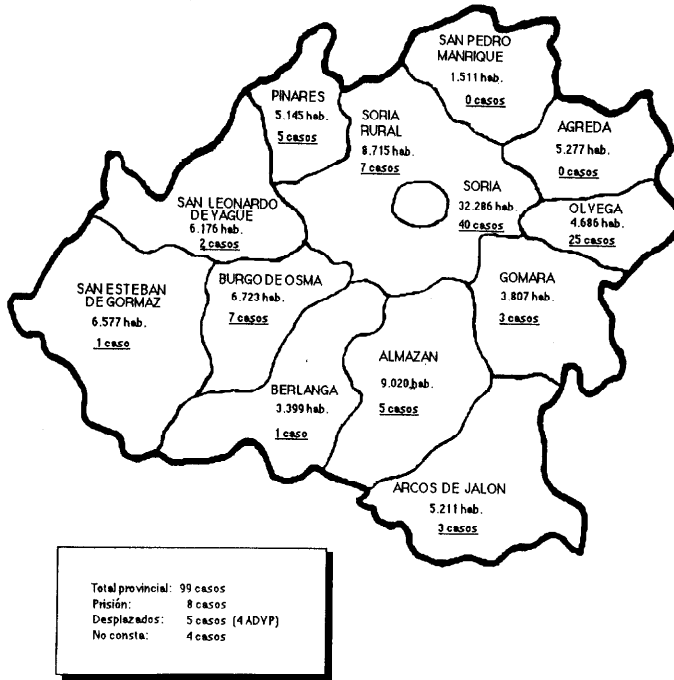 SAN PEDRO
MANRIQUE
1.511 hab.
0 casos
PINARES
5.145 hab.
5 casos
SORIA
RURAL
8.715 hab.
7 casos
AGREDA
5.277 hab.
0 casos
SAN LEONARDO
DE YAGUE
6.176 hab.
2 casos
SORIA
32.286 hab.
40 casos
OLVEGA
4.686 hab.
25 casos
SAN ESTEBAN
DE GORMAZ
6.577 hab.
1 caso
BURGO DE OSMA
6.723 hab.
7 casos
GOMARA
3.807 hab.
3 casos
BERLANGA
3.399 hab.
1 caso
ALMAZAN
9.020 hab.
5 casos
ARCOS DE JALON
5.211 hab.
3 casos
Total provincial: 99 casos
Prisión: 8 casos
Desplazados: 5 casos (4 ADVP)
No consta: 4 casos